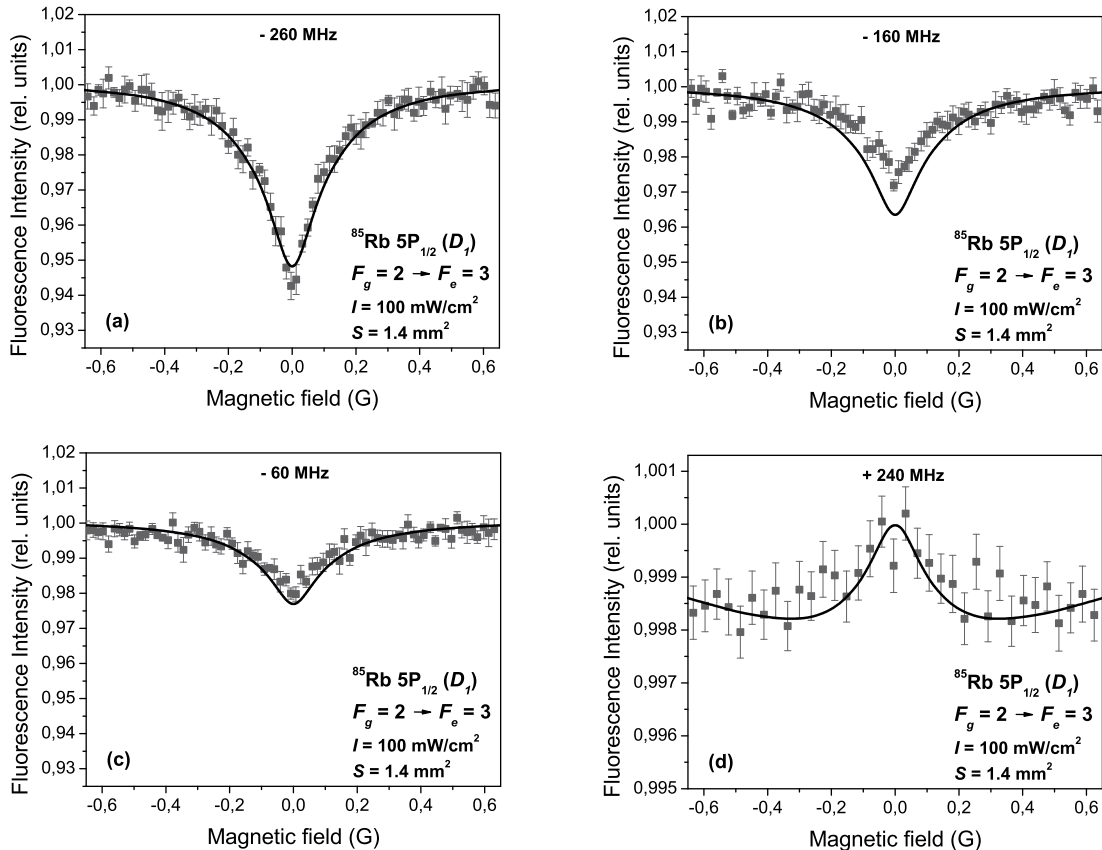 Fluorescence Intensity (rel. units)
1,02
1,01
1,00
0,99
0,98
0,97
0,96
0,95
0,94
0,93
- 260 MHz
⁸⁵Rb 5P₁/₂ (D₁)
F_g = 2 → F_e = 3
I = 100 mW/cm²
S = 1.4 mm²
(a)
-0,6 -0,4 -0,2 0,0 0,2 0,4 0,6
Magnetic field (G)
Fluorescence Intensity (rel. units)
1,02
1,01
1,00
0,99
0,98
0,97
0,96
0,95
0,94
0,93
- 160 MHz
⁸⁵Rb 5P₁/₂ (D₁)
F_g = 2 → F_e = 3
I = 100 mW/cm²
S = 1.4 mm²
(b)
-0,6 -0,4 -0,2 0,0 0,2 0,4 0,6
Magnetic field (G)
Fluorescence Intensity (rel. units)
1,02
1,01
1,00
0,99
0,98
0,97
0,96
0,95
0,94
0,93
- 60 MHz
⁸⁵Rb 5P₁/₂ (D₁)
F_g = 2 → F_e = 3
I = 100 mW/cm²
S = 1.4 mm²
(c)
-0,6 -0,4 -0,2 0,0 0,2 0,4 0,6
Magnetic field (G)
Fluorescence Intensity (rel. units)
1,001
1,000
0,999
0,998
0,997
0,996
0,995
+ 240 MHz
⁸⁵Rb 5P₁/₂ (D₁)
F_g = 2 → F_e = 3
I = 100 mW/cm²
S = 1.4 mm²
(d)
-0,6 -0,4 -0,2 0,0 0,2 0,4 0,6
Magnetic field (G)